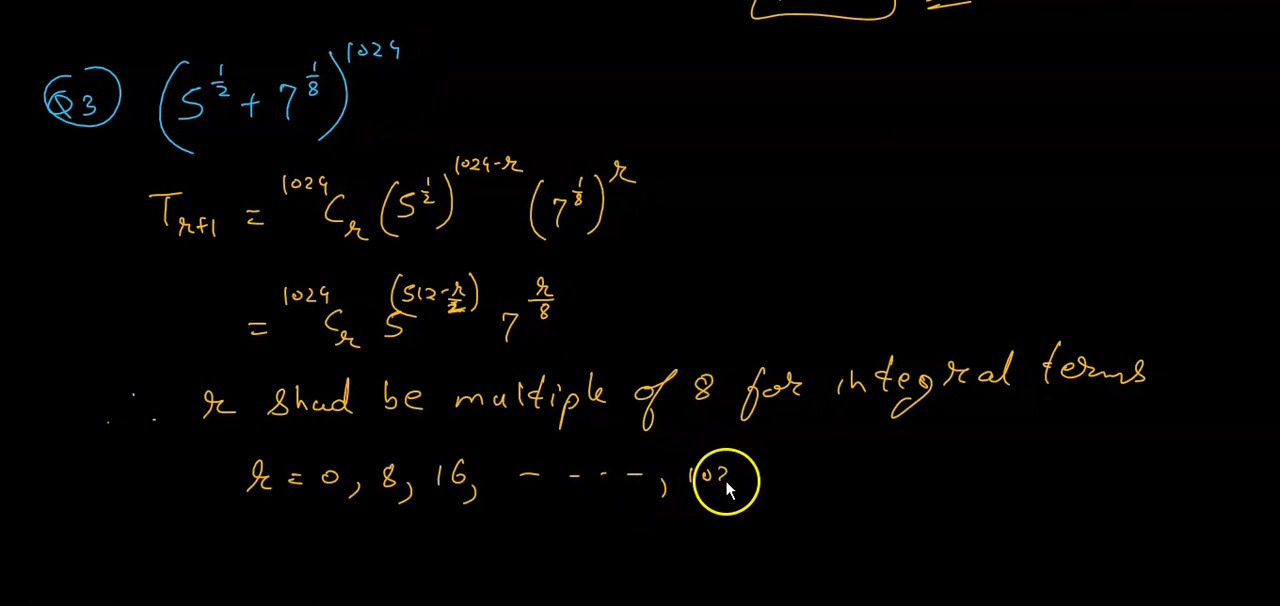 Q3 (5^(1/2) + 7^(1/8))^1024
T_(r+1) = ^1024C_r (5^(1/2))^(1024-r) (7^(1/8))^r
= ^1024C_r 5^(512-r/2) 7^(r/8)
∴ r shud be multiple of 8 for integral terms
r = 0, 8, 16, - - - - -, 102